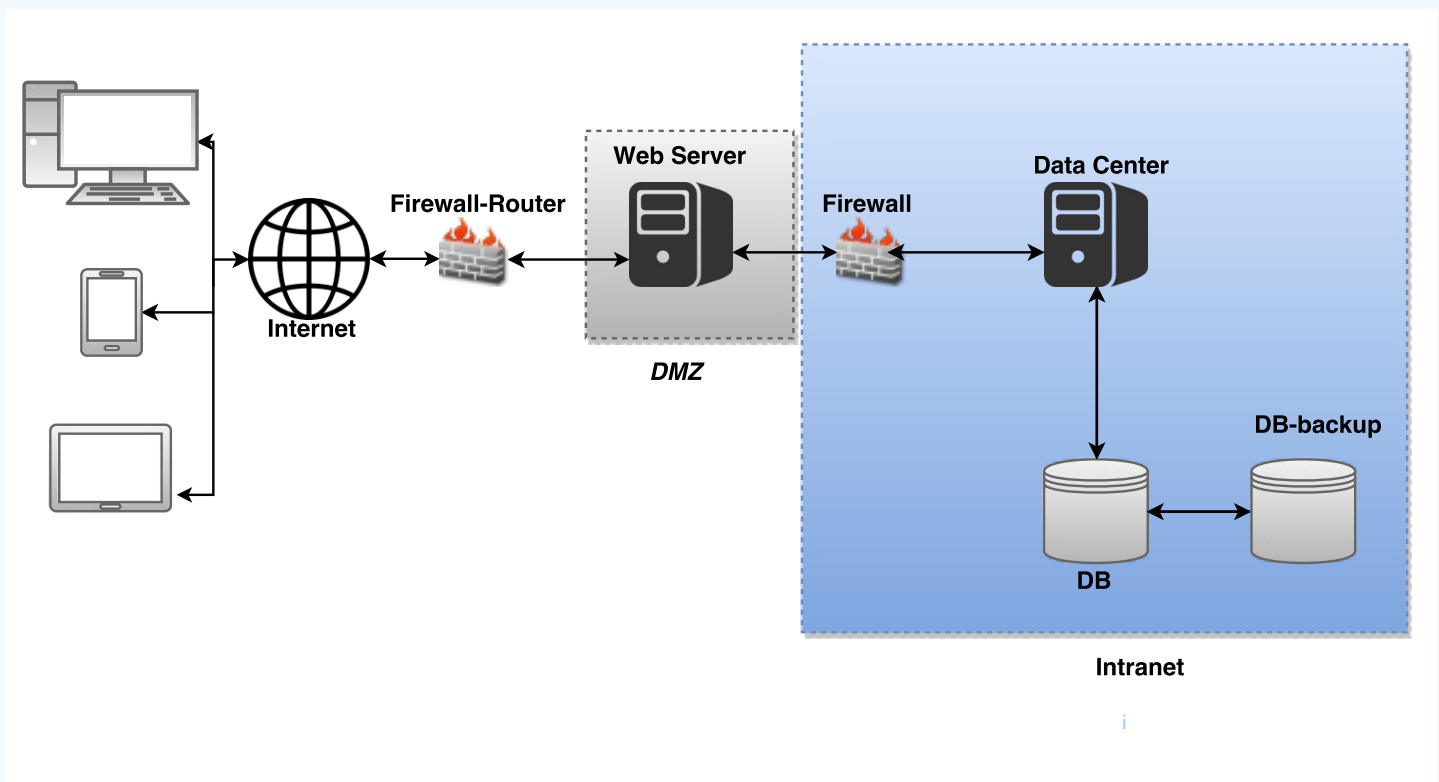 Web Server
Data Center
Firewall-Router
Firewall
Internet
DMZ
DB-backup
DB
Intranet
i